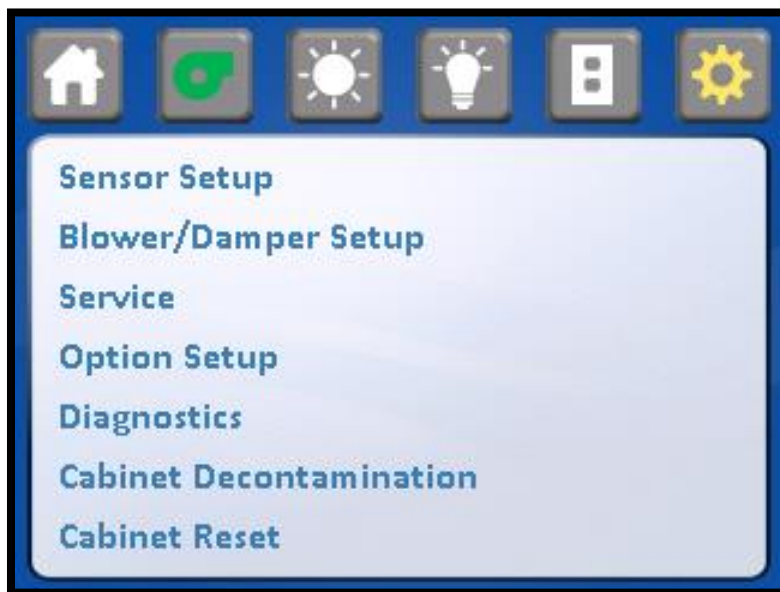 Sensor Setup
Blower/Damper Setup
Service
Option Setup
Diagnostics
Cabinet Decontamination
Cabinet Reset